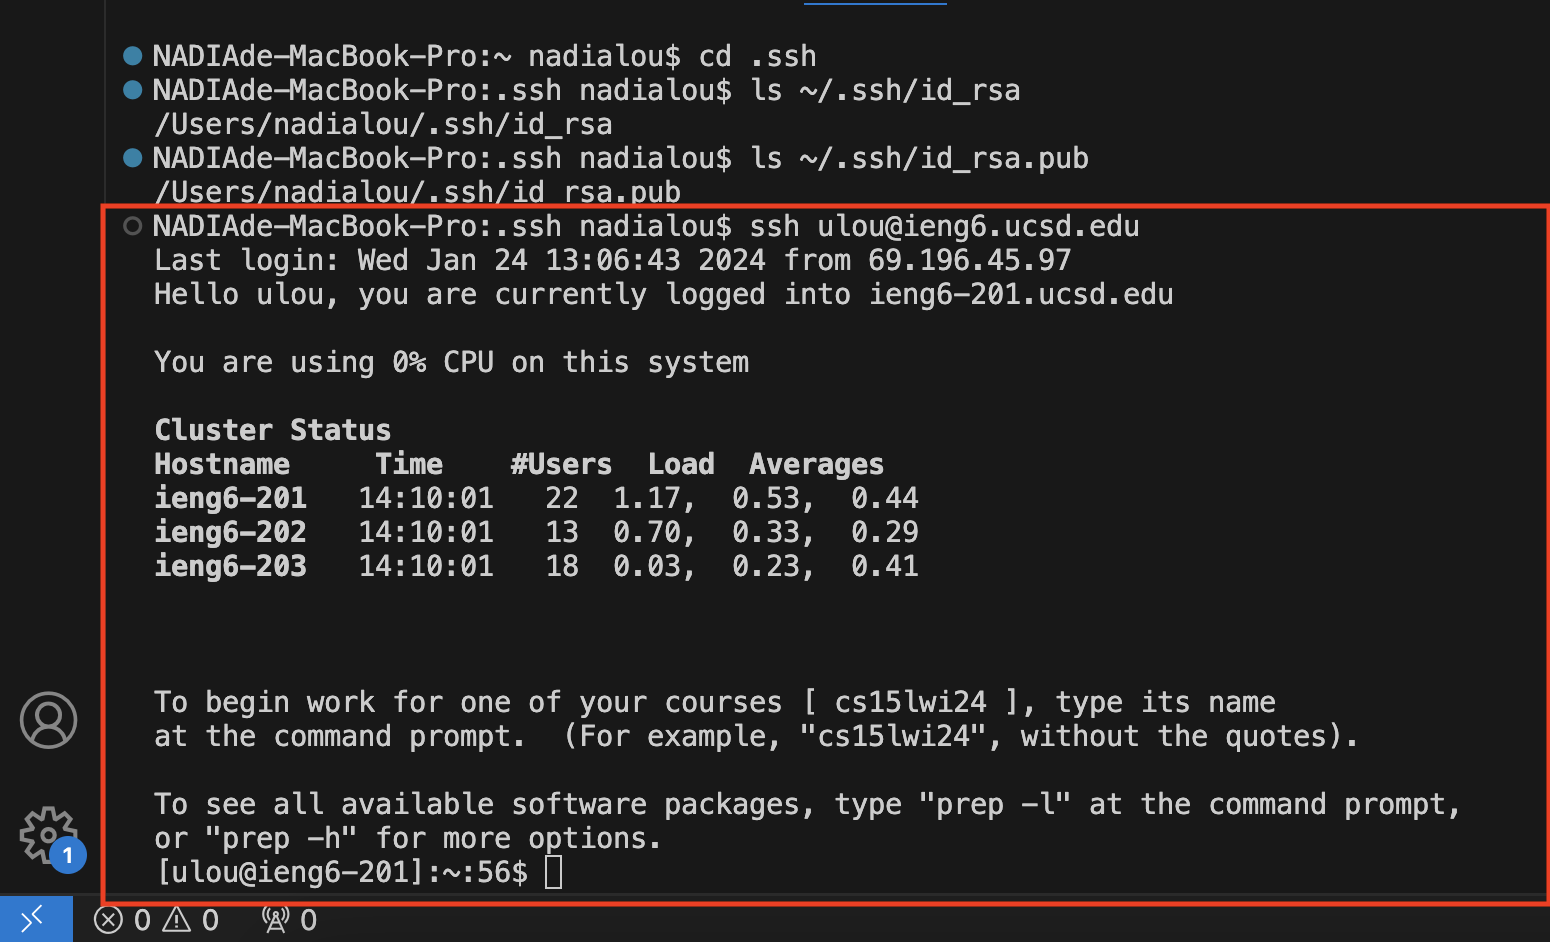 NADIAde-MacBook-Pro:~ nadialou$ cd .ssh
NADIAde-MacBook-Pro:.ssh nadialou$ ls ~/.ssh/id_rsa
/Users/nadialou/.ssh/id_rsa
NADIAde-MacBook-Pro:.ssh nadialou$ ls ~/.ssh/id_rsa.pub
/Users/nadialou/.ssh/id_rsa.pub
NADIAde-MacBook-Pro:.ssh nadialou$ ssh ulou@ieng6.ucsd.edu
Last login: Wed Jan 24 13:06:43 2024 from 69.196.45.97
Hello ulou, you are currently logged into ieng6-201.ucsd.edu
You are using 0% CPU on this system
Cluster Status
Hostname     Time    #Users  Load  Averages
ieng6-201   14:10:01   22  1.17,  0.53,  0.44
ieng6-202   14:10:01   13  0.70,  0.33,  0.29
ieng6-203   14:10:01   18  0.03,  0.23,  0.41
To begin work for one of your courses [ cs15lwi24 ], type its name
at the command prompt.  (For example, "cs15lwi24", without the quotes).
To see all available software packages, type "prep -l" at the command prompt,
or "prep -h" for more options.
[ulou@ieng6-201]:~:56$
1
0 0 0